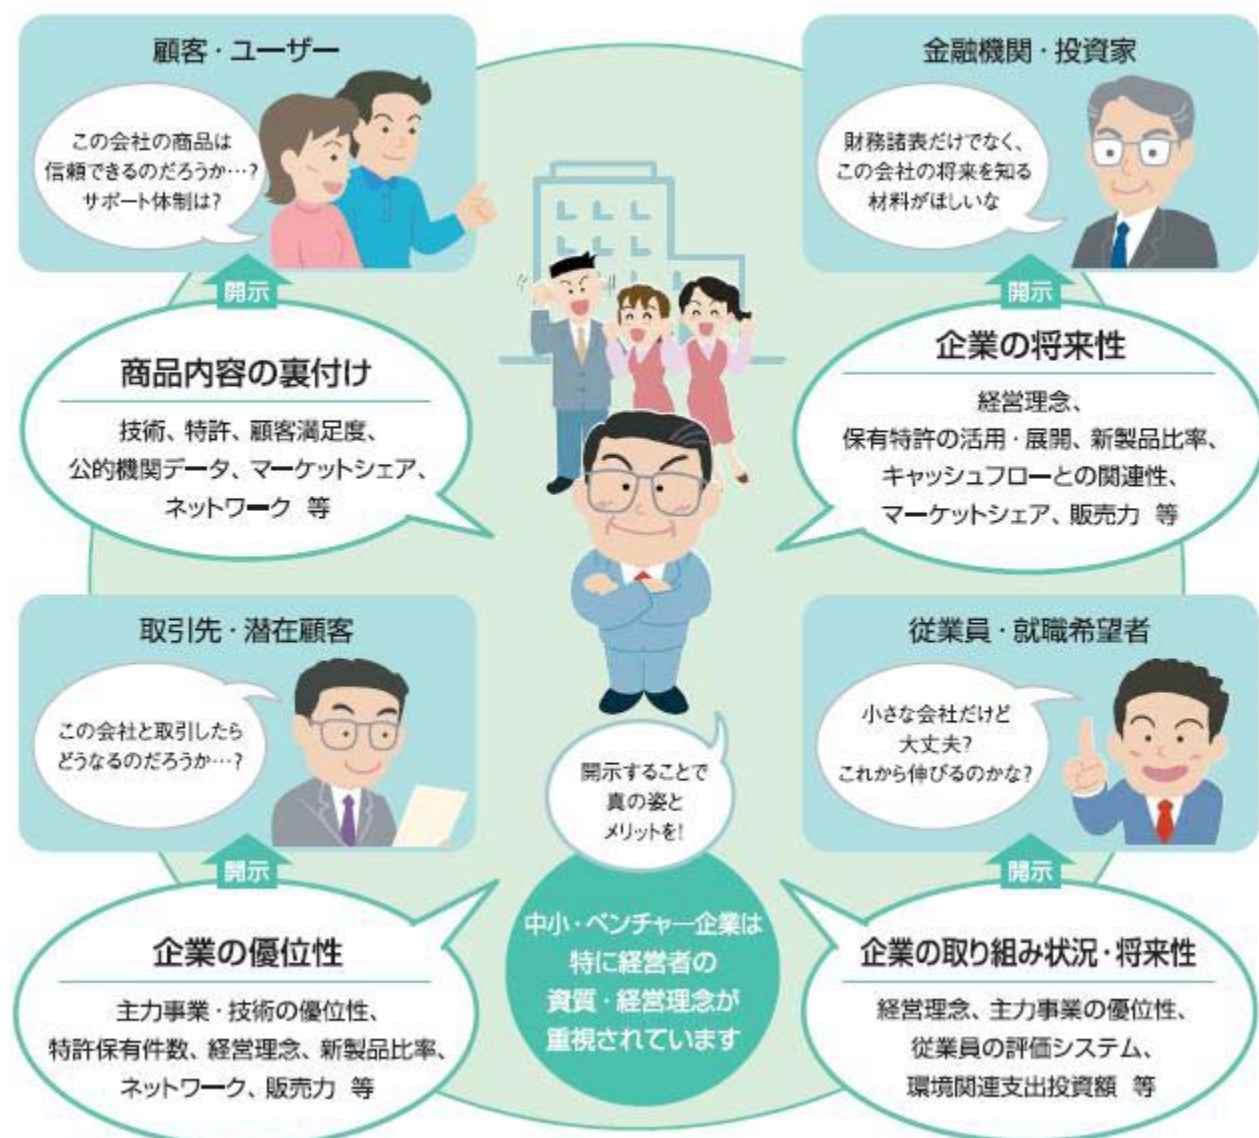 顧客・ユーザー
この会社の商品は
信頼できるのだろうか…?
サポート体制は?
開示
商品内容の裏付け
技術、特許、顧客満足度、
公的機関データ、マーケットシェア、
ネットワーク 等
金融機関・投資家
財務諸表だけでなく、
この会社の将来を知る
材料がほしいな
開示
企業の将来性
経営理念、
保有特許の活用・展開、新製品比率、
キャッシュフローとの関連性、
マーケットシェア、販売力 等
取引先・潜在顧客
この会社と取引したら
どうなるのだろうか…?
開示
企業の優位性
主力事業・技術の優位性、
特許保有件数、経営理念、新製品比率、
ネットワーク、販売力 等
開示することで
真の姿と
メリットを!
中小・ベンチャー企業は
特に経営者の
資質・経営理念が
重視されています
従業員・就職希望者
小さな会社だけど
大丈夫?
これから伸びるのかな?
開示
企業の取り組み状況・将来性
経営理念、主力事業の優位性、
従業員の評価システム、
環境関連支出投資額 等